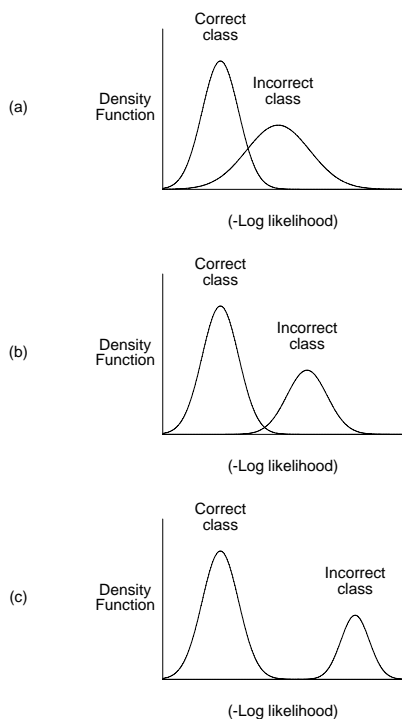 Correct
class
Incorrect
class
(a)
Density
Function
(-Log likelihood)
Correct
class
Incorrect
class
(b)
Density
Function
(-Log likelihood)
Correct
class
Incorrect
class
(c)
Density
Function
(-Log likelihood)